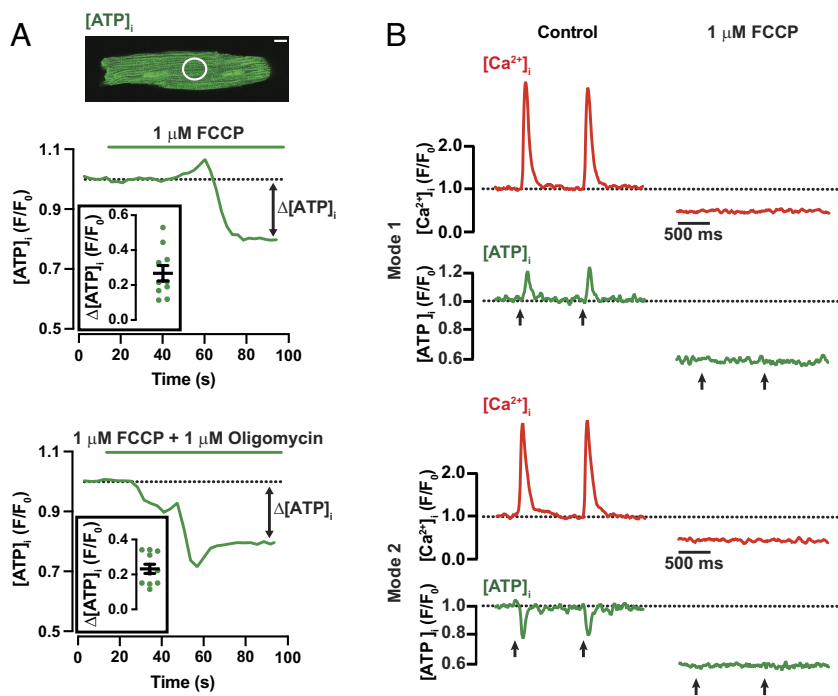 A
[ATP]i
1 μM FCCP
1.1
0.9
0.7
0.5
[ATP]i (F/F0)
Δ[ATP]i
Δ[ATP]i (F/F0)
0.6
0.4
0.2
0.0
0 20 40 60 80 100
Time (s)
1 μM FCCP + 1 μM Oligomycin
1.1
0.9
0.7
0.5
[ATP]i (F/F0)
Δ[ATP]i
Δ[ATP]i (F/F0)
0.4
0.2
0.0
0 20 40 60 80 100
Time (s)
B
Control 1 μM FCCP
Mode 1
[Ca2+]i
[Ca2+]i (F/F0)
2.0
1.0
0.0
500 ms
[ATP]i
[ATP]i (F/F0)
1.2
1.0
0.8
0.6
Mode 2
[Ca2+]i
[Ca2+]i (F/F0)
2.0
1.0
0.0
500 ms
[ATP]i
[ATP]i (F/F0)
1.0
0.8
0.6